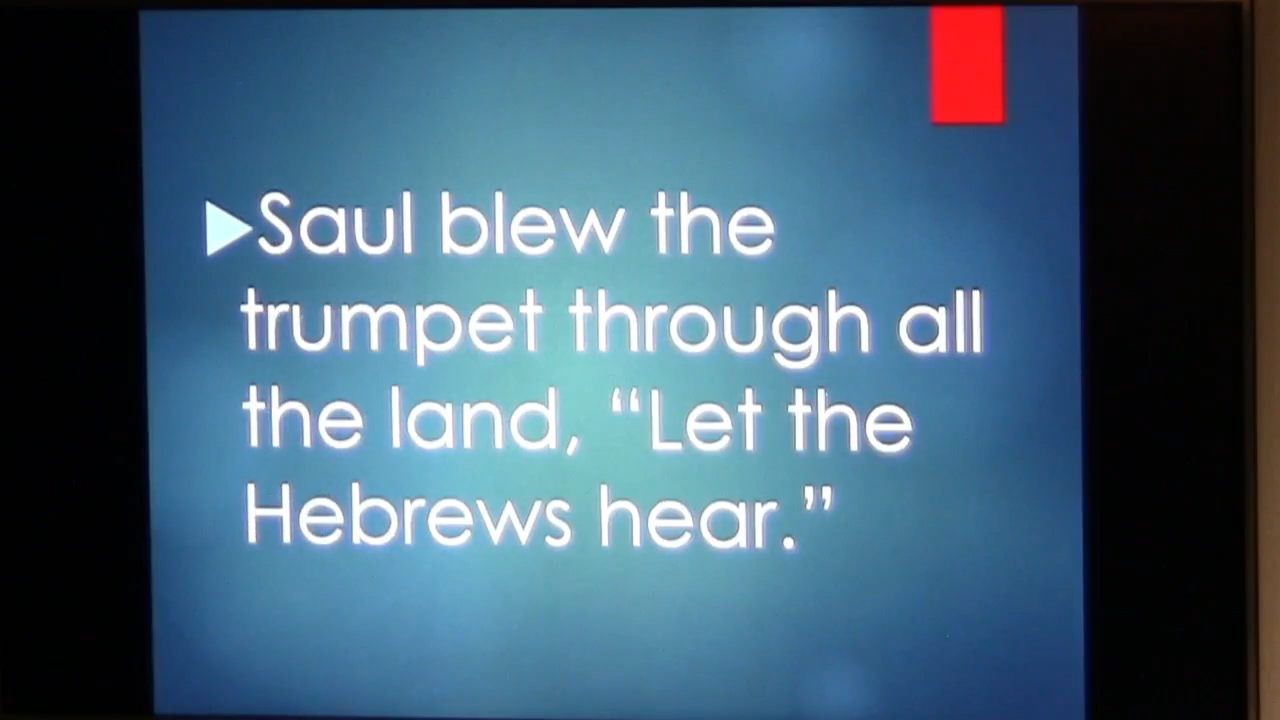 Saul blew the
trumpet through all
the land, “Let the
Hebrews hear.”